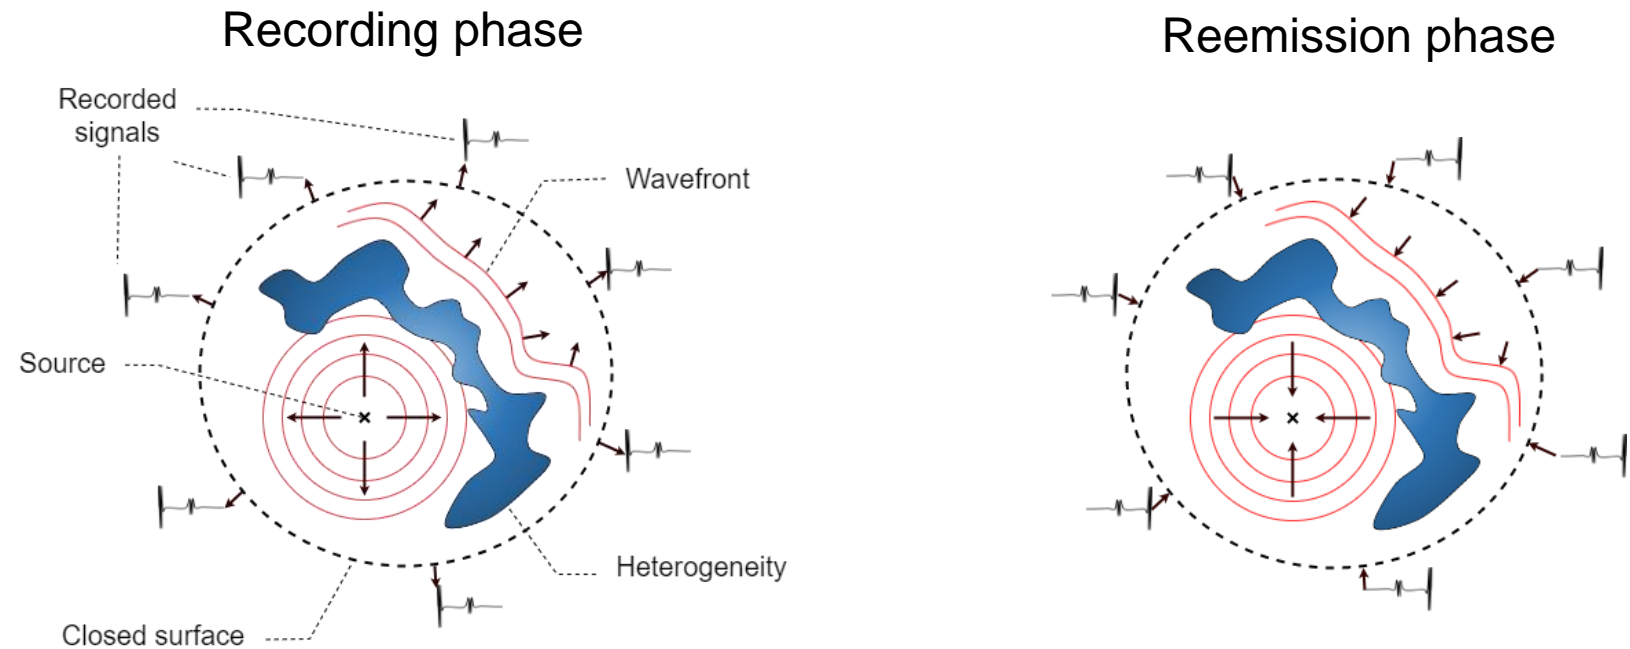 Recording phase
Reemission phase
Recorded
signals
Wavefront
Source
Heterogeneity
Closed surface